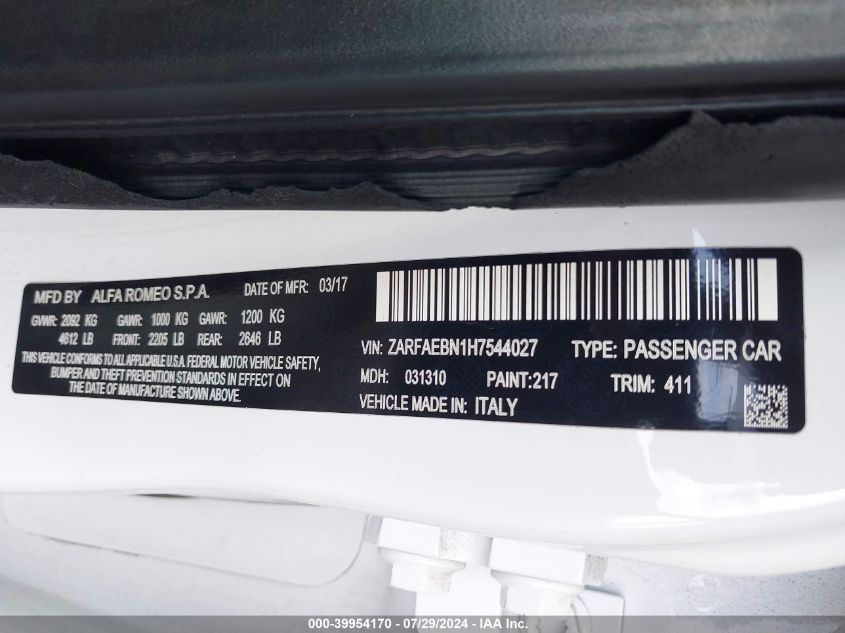 MFD BY ALFA ROMEO S.P.A. DATE OF MFR: 03/17
GVWR: 2092 KG GAWR: 1000 KG GAWR: 1200 KG
4612 LB FRONT: 2205 LB REAR: 2646 LB
THIS VEHICLE CONFORMS TO ALL APPLICABLE U.S.A. FEDERAL MOTOR VEHICLE SAFETY,
BUMPER AND THEFT PREVENTION STANDARDS IN EFFECT ON
THE DATE OF MANUFACTURE SHOWN ABOVE.
VIN: ZARFAEBN1H7544027 TYPE: PASSENGER CAR
MDH: 031310 PAINT: 217 TRIM: 411
VEHICLE MADE IN: ITALY
000-39954170 - 07/29/2024 - IAA Inc.